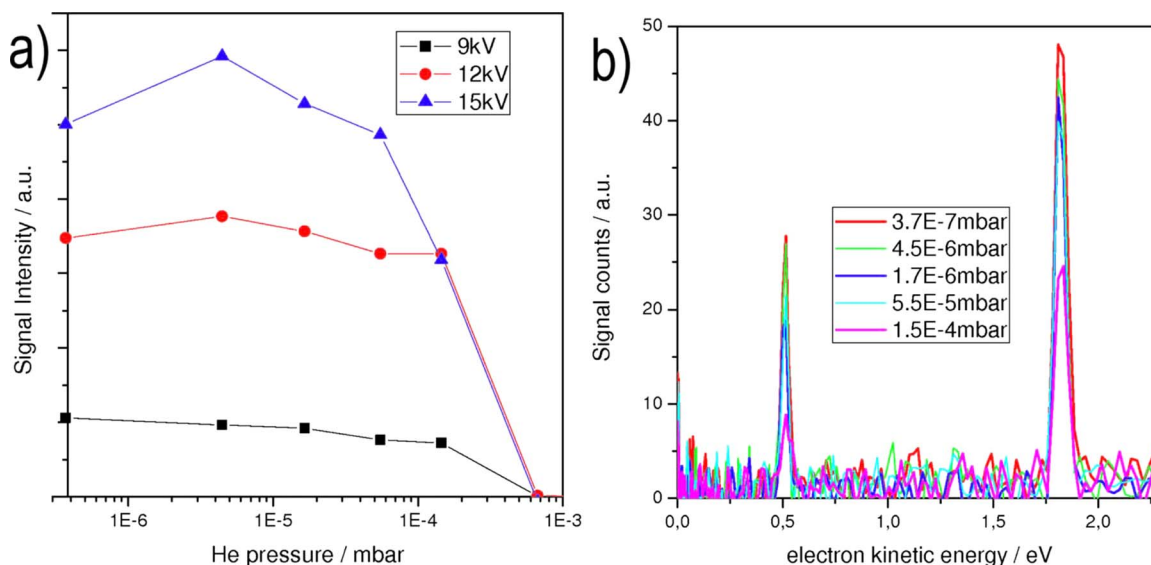 a)
9kV
12kV
15kV
Signal Intensity / a.u.
1E-6
1E-5
1E-4
1E-3
He pressure / mbar
b)
50
40
30
20
10
0
Signal counts / a.u.
3.7E-7mbar
4.5E-6mbar
1.7E-6mbar
5.5E-5mbar
1.5E-4mbar
0,0
0,5
1,0
1,5
2,0
electron kinetic energy / eV